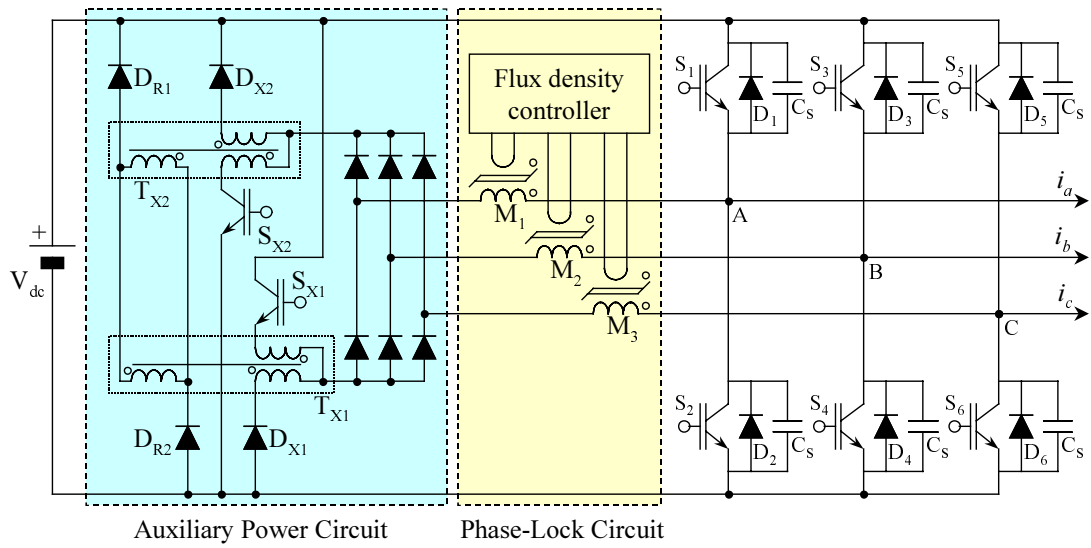 D_R1
D_X2
Flux density
controller
S_1
D_1
C_s
S_3
D_3
C_s
S_5
D_5
C_s
T_X2
S_X2
M_1
A
i_a
+
V_dc
S_X1
M_2
B
i_b
M_3
C
i_c
T_X1
D_R2
D_X1
S_2
D_2
C_s
S_4
D_4
C_s
S_6
D_6
C_s
Auxiliary Power Circuit
Phase-Lock Circuit